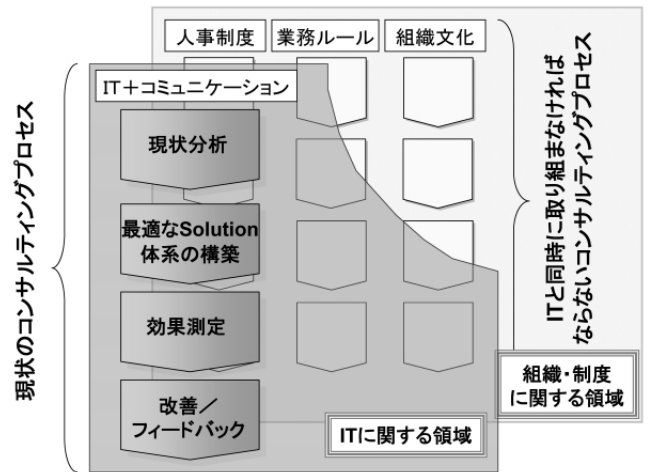 人事制度
業務ルール
組織文化
IT＋コミュニケーション
現状分析
最適なSolution
体系の構築
効果測定
改善／
フィードバック
現状のコンサルティングプロセス
ITと同時に取り組まなければ
ならないコンサルティングプロセス
組織・制度
に関する領域
ITに関する領域